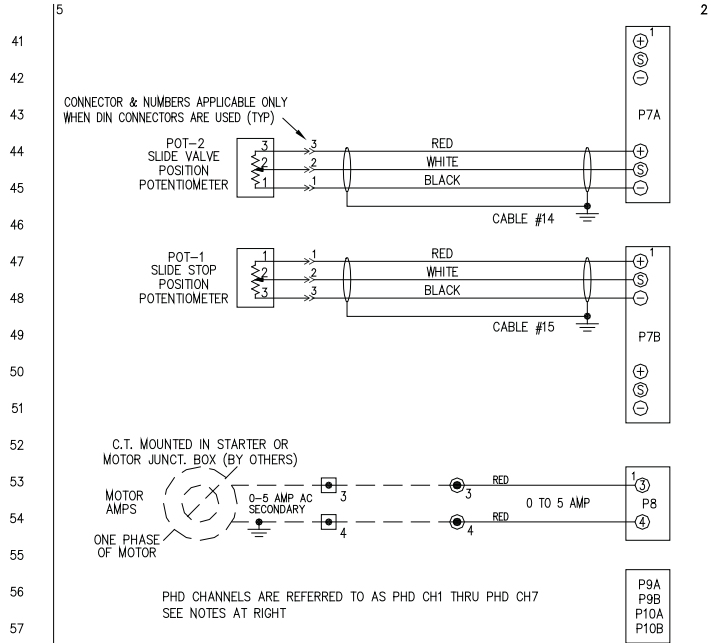 5 2
41 1
+
S
42 −
CONNECTOR & NUMBERS APPLICABLE ONLY
43 WHEN DIN CONNECTORS ARE USED (TYP) P7A
POT-2 3 3 RED
44 SLIDE VALVE +
POSITION 2 2 WHITE S
45 POTENTIOMETER 1 1 BLACK −
CABLE #14
46
POT-1 1 1 RED 1
47 SLIDE STOP +
POSITION 2 2 WHITE S
48 POTENTIOMETER 3 3 BLACK −
CABLE #15
49 P7B
50 +
S
51 −
52 C.T. MOUNTED IN STARTER OR
MOTOR JUNCT. BOX (BY OTHERS)
53 RED 1 3
MOTOR 0-5 AMP AC 3 3 0 TO 5 AMP P8
AMPS SECONDARY
54 RED 4
ONE PHASE 4 4
OF MOTOR
55
P9A
56 PHD CHANNELS ARE REFERRED TO AS PHD CH1 THRU PHD CH7 P9B
SEE NOTES AT RIGHT P10A
57 P10B